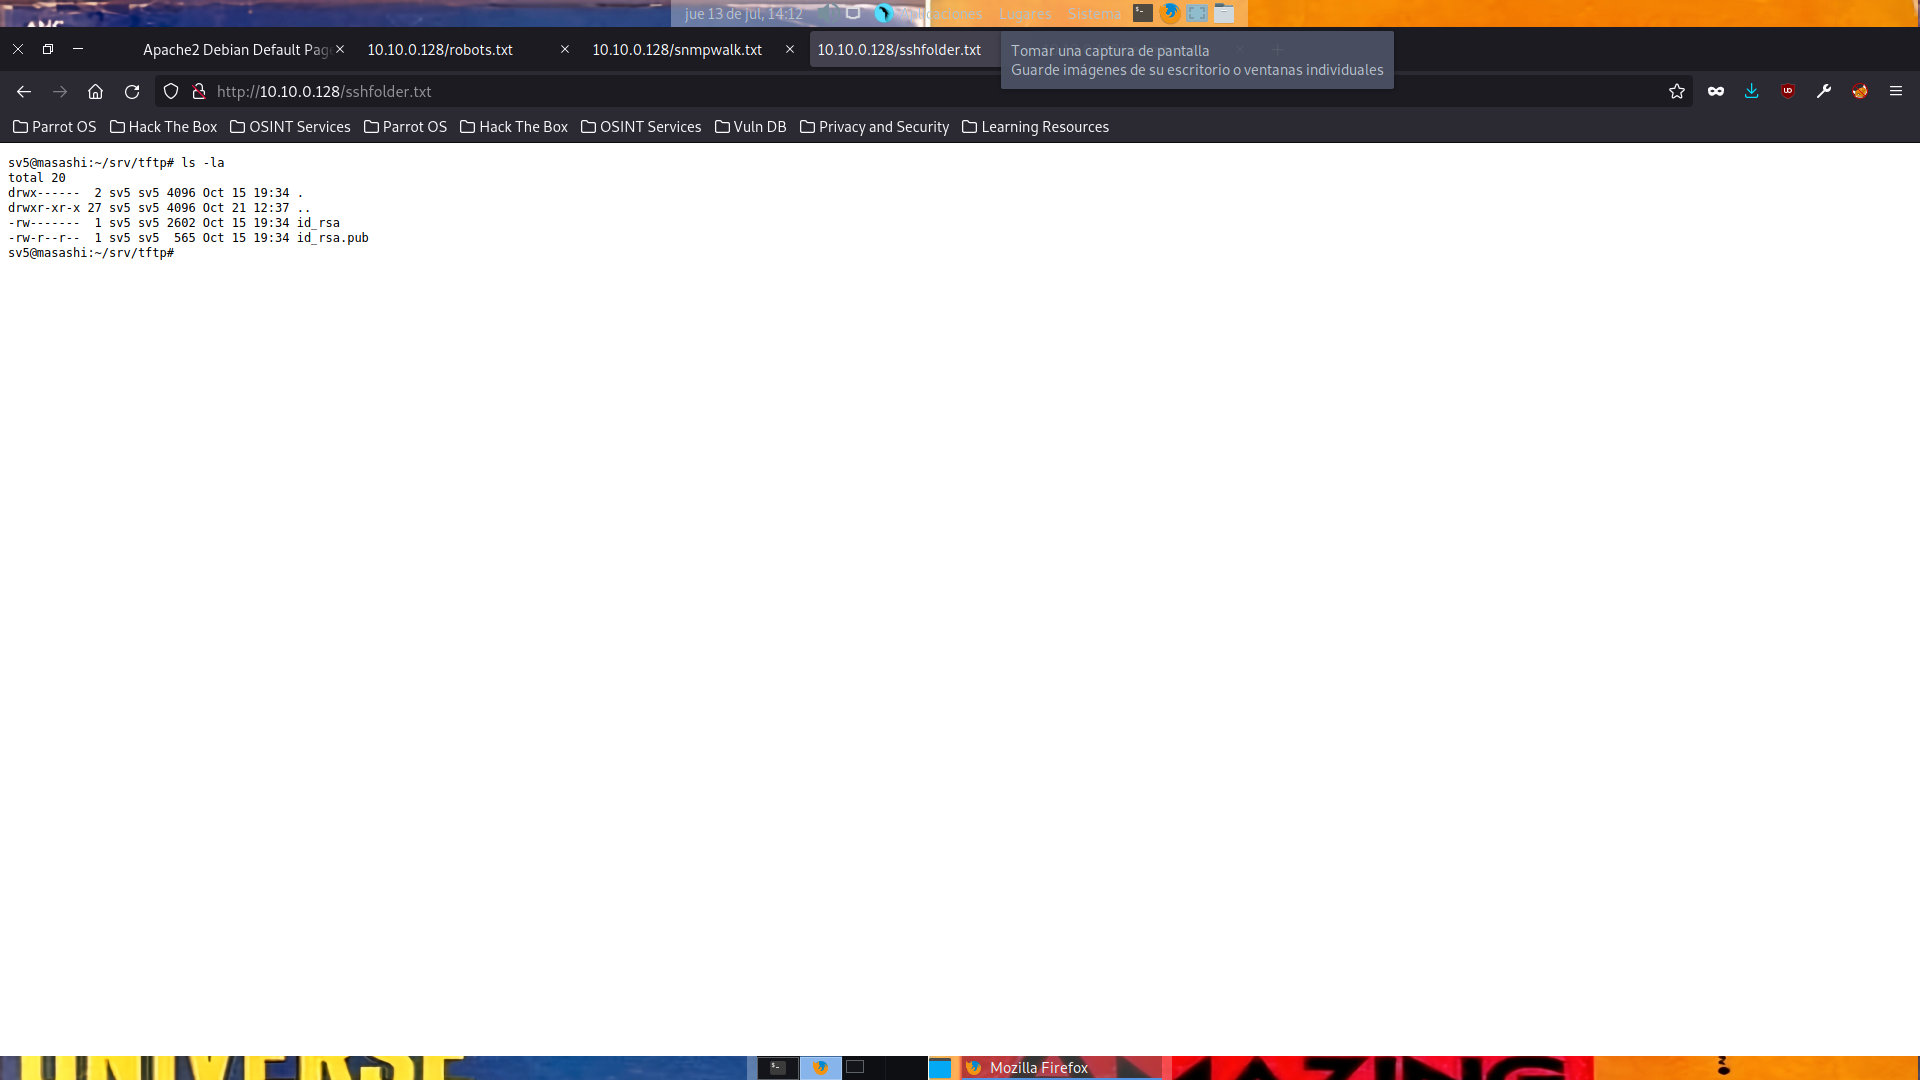 jue 13 de jul, 14:12 Lugares Sistema
Apache2 Debian Default Pag
10.10.0.128/robots.txt
10.10.0.128/snmpwalk.txt
10.10.0.128/sshfolder.txt
Tomar una captura de pantalla
Guarde imágenes de su escritorio o ventanas individuales
http://10.10.0.128/sshfolder.txt
Parrot OS Hack The Box OSINT Services Parrot OS Hack The Box OSINT Services Vuln DB Privacy and Security Learning Resources
sv5@masashi:~/srv/tftp# ls -la
total 20
drwx------  2 sv5 sv5 4096 Oct 15 19:34 .
drwxr-xr-x 27 sv5 sv5 4096 Oct 21 12:37 ..
-rw-------  1 sv5 sv5 2602 Oct 15 19:34 id_rsa
-rw-r--r--  1 sv5 sv5  565 Oct 15 19:34 id_rsa.pub
sv5@masashi:~/srv/tftp#
UNIVERSE
Mozilla Firefox
AMAZING